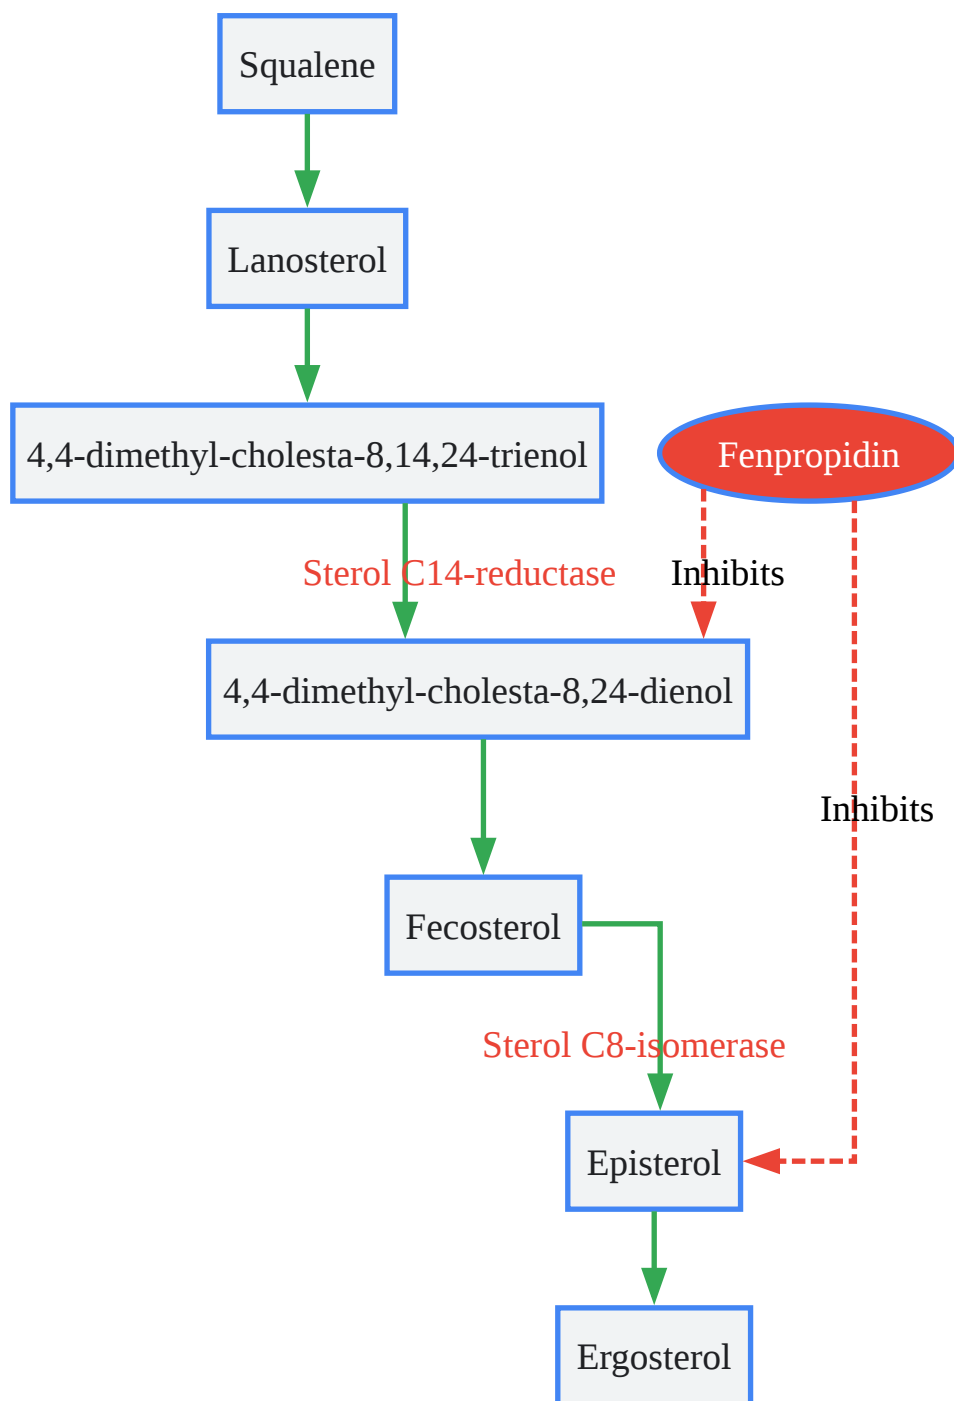 Squalene
Lanosterol
4,4-dimethyl-cholesta-8,14,24-trienol
Fenpropidin
Sterol C14-reductase
Inhibits
4,4-dimethyl-cholesta-8,24-dienol
Inhibits
Fecosterol
Sterol C8-isomerase
Episterol
Ergosterol